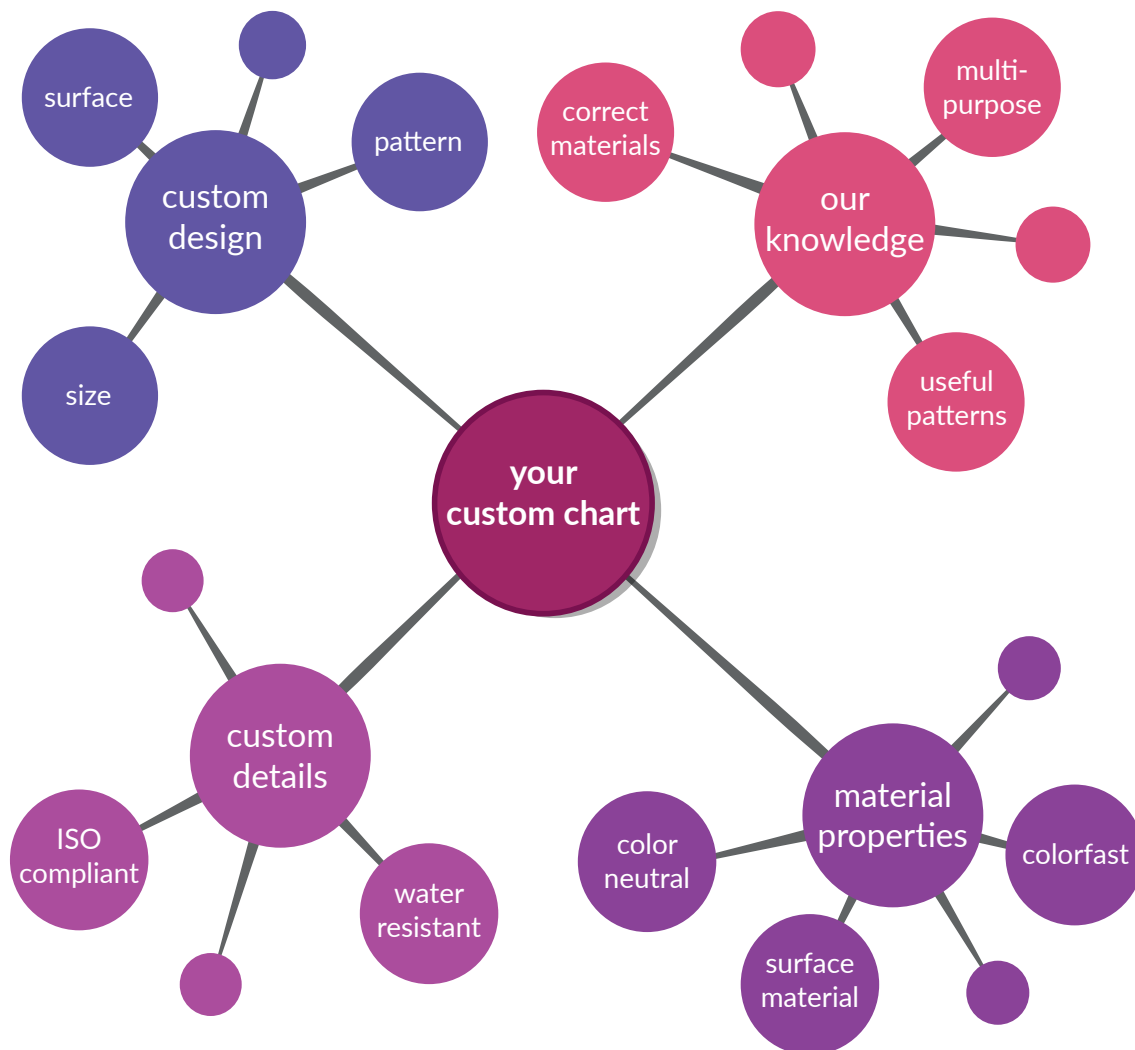 surface
pattern
custom
design
size
correct
materials
multi-
purpose
our
knowledge
useful
patterns
your
custom chart
custom
details
ISO
compliant
water
resistant
material
properties
color
neutral
colorfast
surface
material